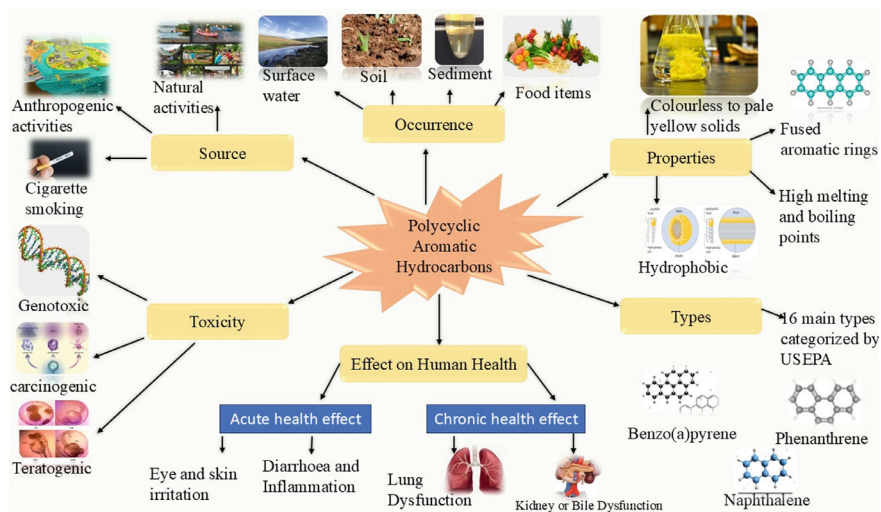 Anthropogenic
activities
Natural
activities
Cigarette
smoking
Source
Surface
water
Soil
Sediment
Food items
Occurrence
Colourless to pale
yellow solids
Fused
aromatic rings
Properties
High melting
and boiling
points
Hydrophobic
Polycyclic
Aromatic
Hydrocarbons
Genotoxic
carcinogenic
Teratogenic
Toxicity
Types
16 main types
categorized by
USEPA
Benzo(a)pyrene
Phenanthrene
Naphthalene
Effect on Human Health
Acute health effect
Chronic health effect
Eye and skin
irritation
Diarrhoea and
Inflammation
Lung
Dysfunction
Kidney or Bile Dysfunction